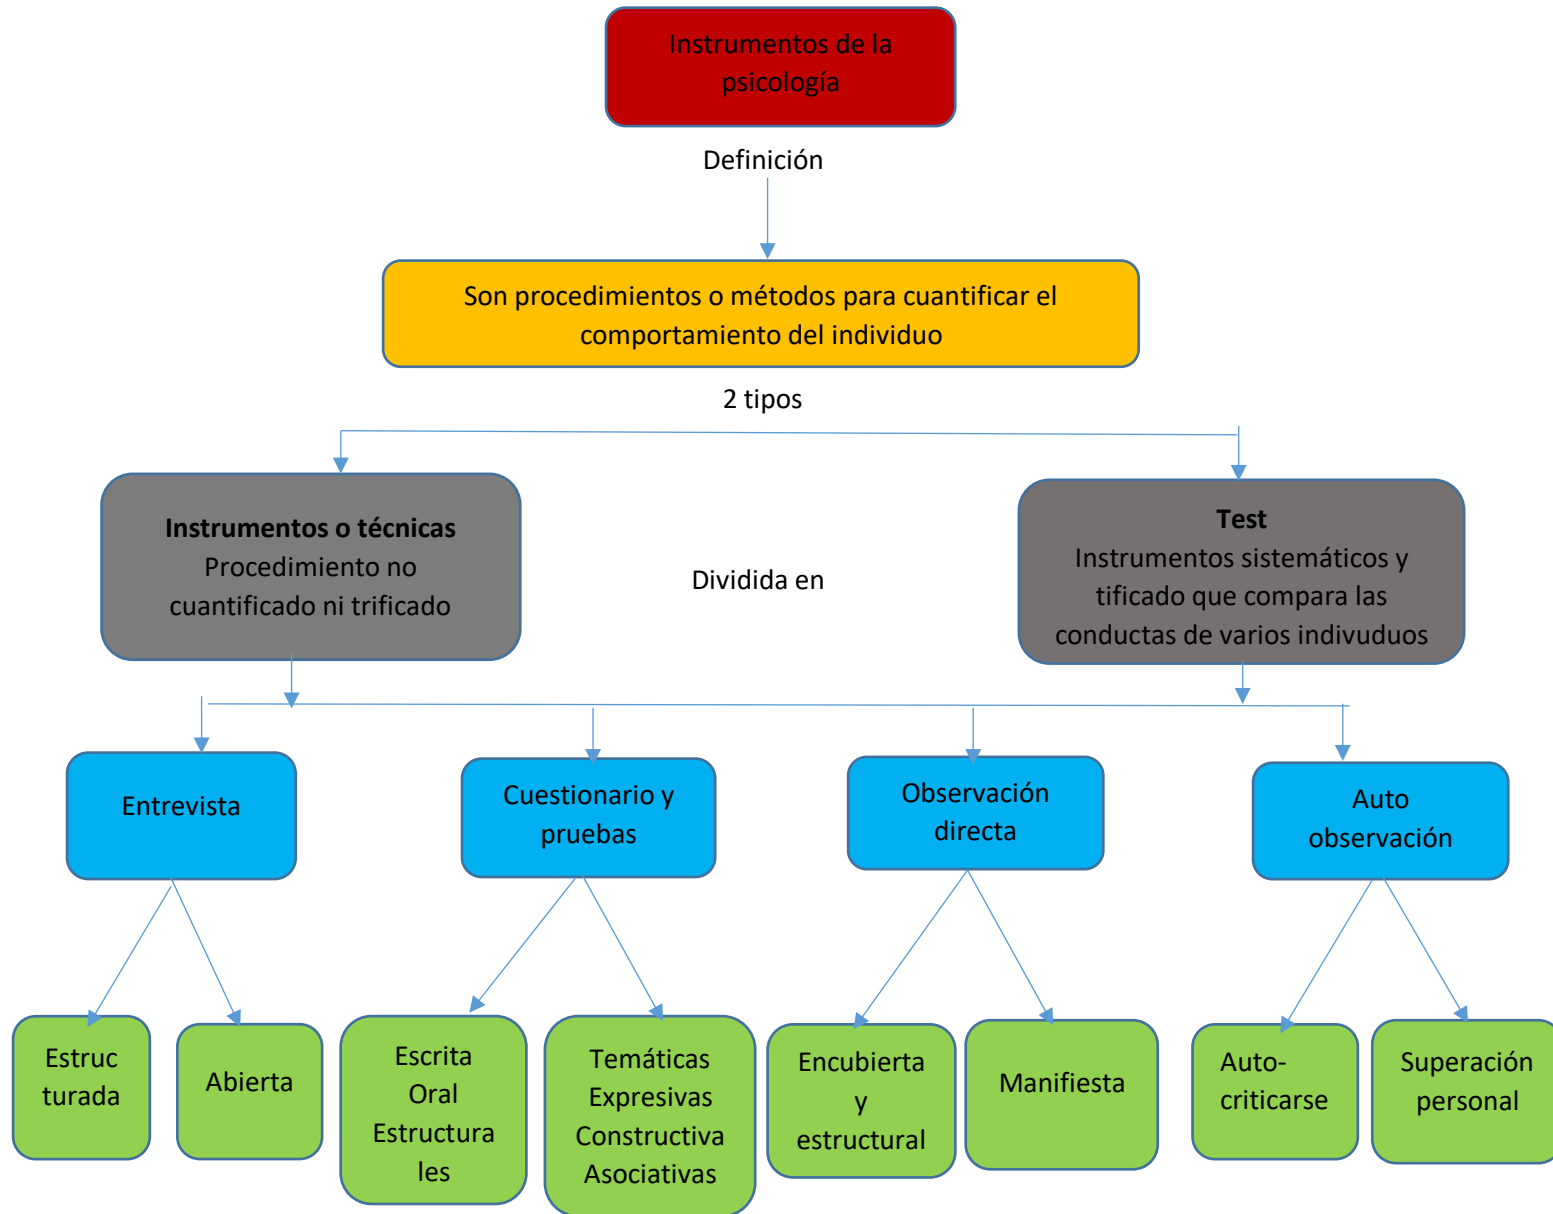 Instrumentos de la
psicología
Definición
Son procedimientos o métodos para cuantificar el
comportamiento del individuo
2 tipos
Instrumentos o técnicas
Procedimiento no
cuantificado ni trificado
Dividida en
Test
Instrumentos sistemáticos y
tificado que compara las
conductas de varios indivuduos
Entrevista
Cuestionario y
pruebas
Observación
directa
Auto
observación
Estruc
turada
Abierta
Escrita
Oral
Estructura
les
Temáticas
Expresivas
Constructiva
Asociativas
Encubierta
y
estructural
Manifiesta
Auto-
criticarse
Superación
personal